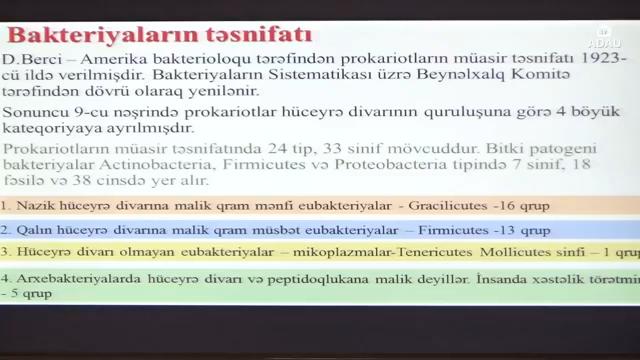 Bakteriyaların təsnifatı
ADAU
D.Berci – Amerika bakterioloqu tərəfindən prokariotların müasir təsnifatı 1923-
cü ildə verilmişdir. Bakteriyaların Sistematikası üzrə Beynəlxalq Komitə
tərəfindən dövrü olaraq yenilənir.
Sonuncu 9-cu nəşrində prokariotlar hüceyrə divarının quruluşuna görə 4 böyük
kateqoriyaya ayrılmışdır.
Prokariotların müasir təsnifatında 24 tip, 33 sinif mövcuddur. Bitki patogeni
bakteriyalar Actinobacteria, Firmicutes və Proteobacteria tipində 7 sinif, 18
fəsilə və 38 cinsdə yer alır.
1. Nazik hüceyrə divarına malik qram mənfi eubakteriyalar - Gracilicutes -16 qrup
2. Qalın hüceyrə divarına malik qram müsbət eubakteriyalar – Firmicutes -13 qrup
3. Hüceyrə divarı olmayan eubakteriyalar – mikoplazmalar-Tenericutes Mollicutes sinfi – 1 qrup
4. Arxebakteriyalarda hüceyrə divarı və peptidoqlukana malik deyillər. İnsanda xəstəlik törətmir
- 5 qrup